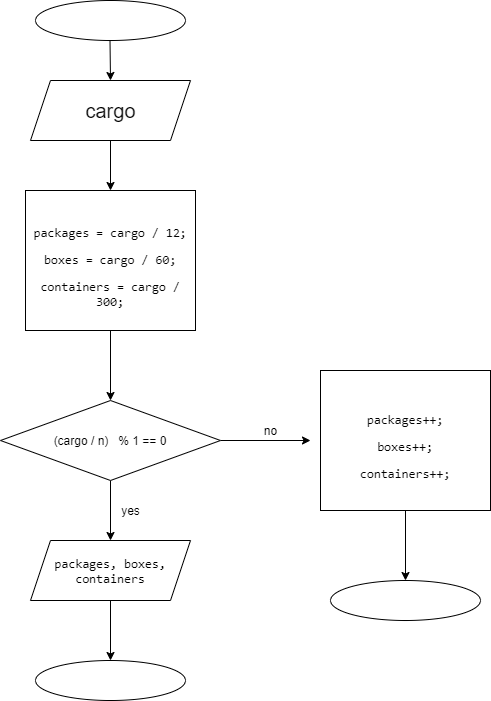 cargo
packages = cargo / 12;
boxes = cargo / 60;
containers = cargo /
300;
(cargo / n)   % 1 == 0
no
packages++;
boxes++;
containers++;
yes
packages, boxes,
containers